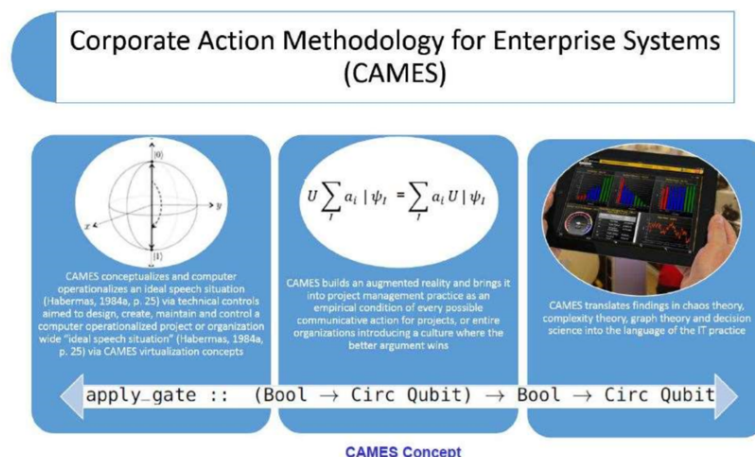 Corporate Action Methodology for Enterprise Systems
(CAMES)
|0⟩
y
x
|1⟩
U ∑ a_i | ψ_I = ∑ a_i U | ψ_I
I I
CAMES conceptualizes and computer
operationalizes an ideal speech situation
(Habermas, 1984a, p. 25) via technical controls
aimed to design, create, maintain and control a
computer operationalized project or organization
wide "ideal speech situation" (Habermas, 1984a,
p. 25) via CAMES virtualization concepts
CAMES builds an augmented reality and brings it
into project management practice as an
empirical condition of every possible
communicative action for projects, or entire
organizations introducing a culture where the
better argument wins
CAMES translates findings in chaos theory,
complexity theory, graph theory and decision
science into the language of the IT practice
apply_gate :: (Bool → Circ Qubit) → Bool → Circ Qubit
CAMES Concept